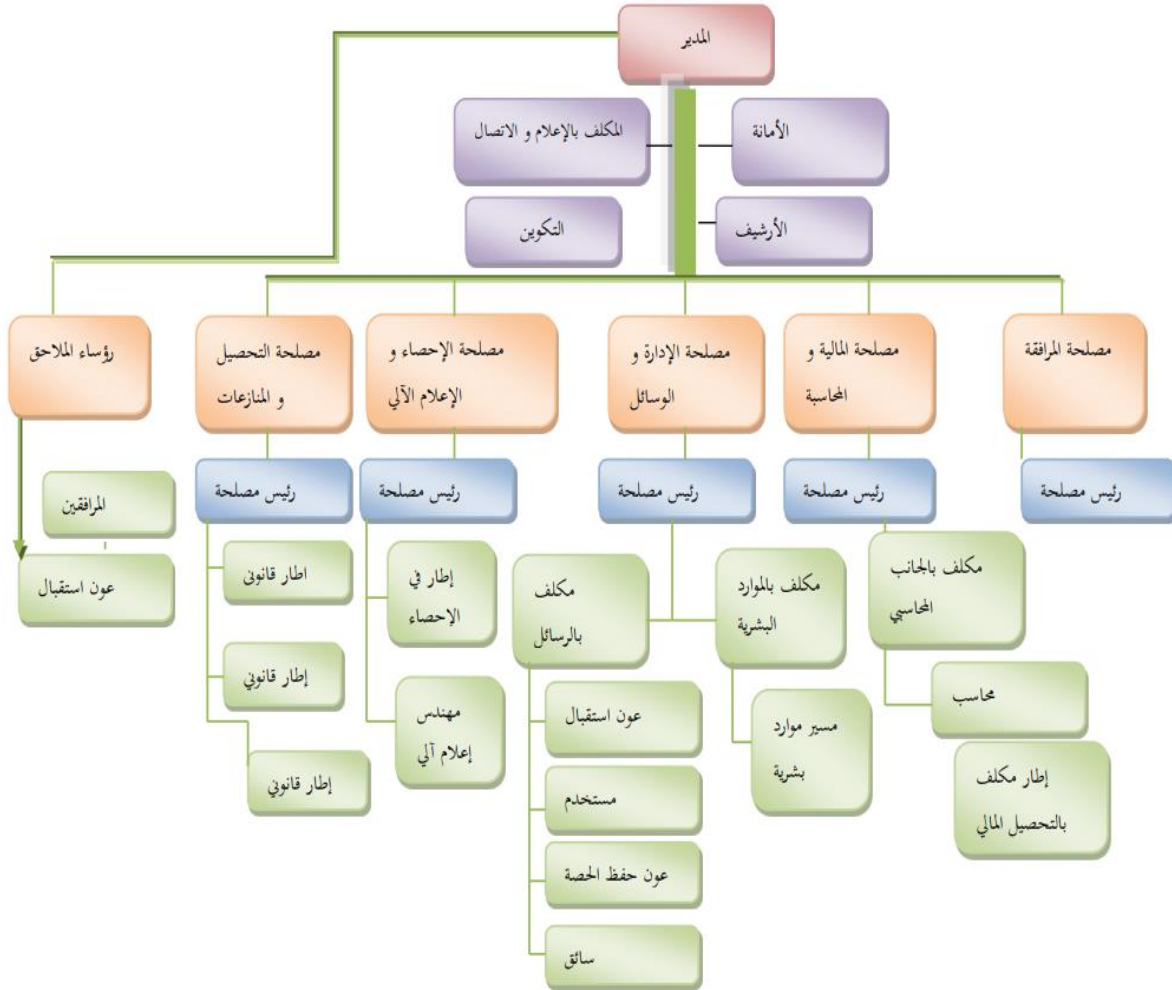 المدير
الأمانة
المكلف بالإعلام و الاتصال
الأرشيف
التكوين
مصلحة المرافقة
مصلحة المالية و
المحاسبة
مصلحة الإدارة و
الوسائل
مصلحة الإحصاء و
الإعلام الآلي
مصلحة التحصيل
و المنازعات
رؤساء الملاحق
رئيس مصلحة
رئيس مصلحة
رئيس مصلحة
رئيس مصلحة
رئيس مصلحة
المرافقين
عون استقبال
مكلف بالجانب
المحاسبي
محاسب
إطار مكلف
بالتحصيل المالي
مكلف بالموارد
البشرية
مسير موارد
بشرية
مكلف
بالرسائل
عون استقبال
مستخدم
عون حفظ الحصة
سائق
إطار في
الإحصاء
مهندس
إعلام آلي
اطار قانونى
إطار قانوني
إطار قانوني